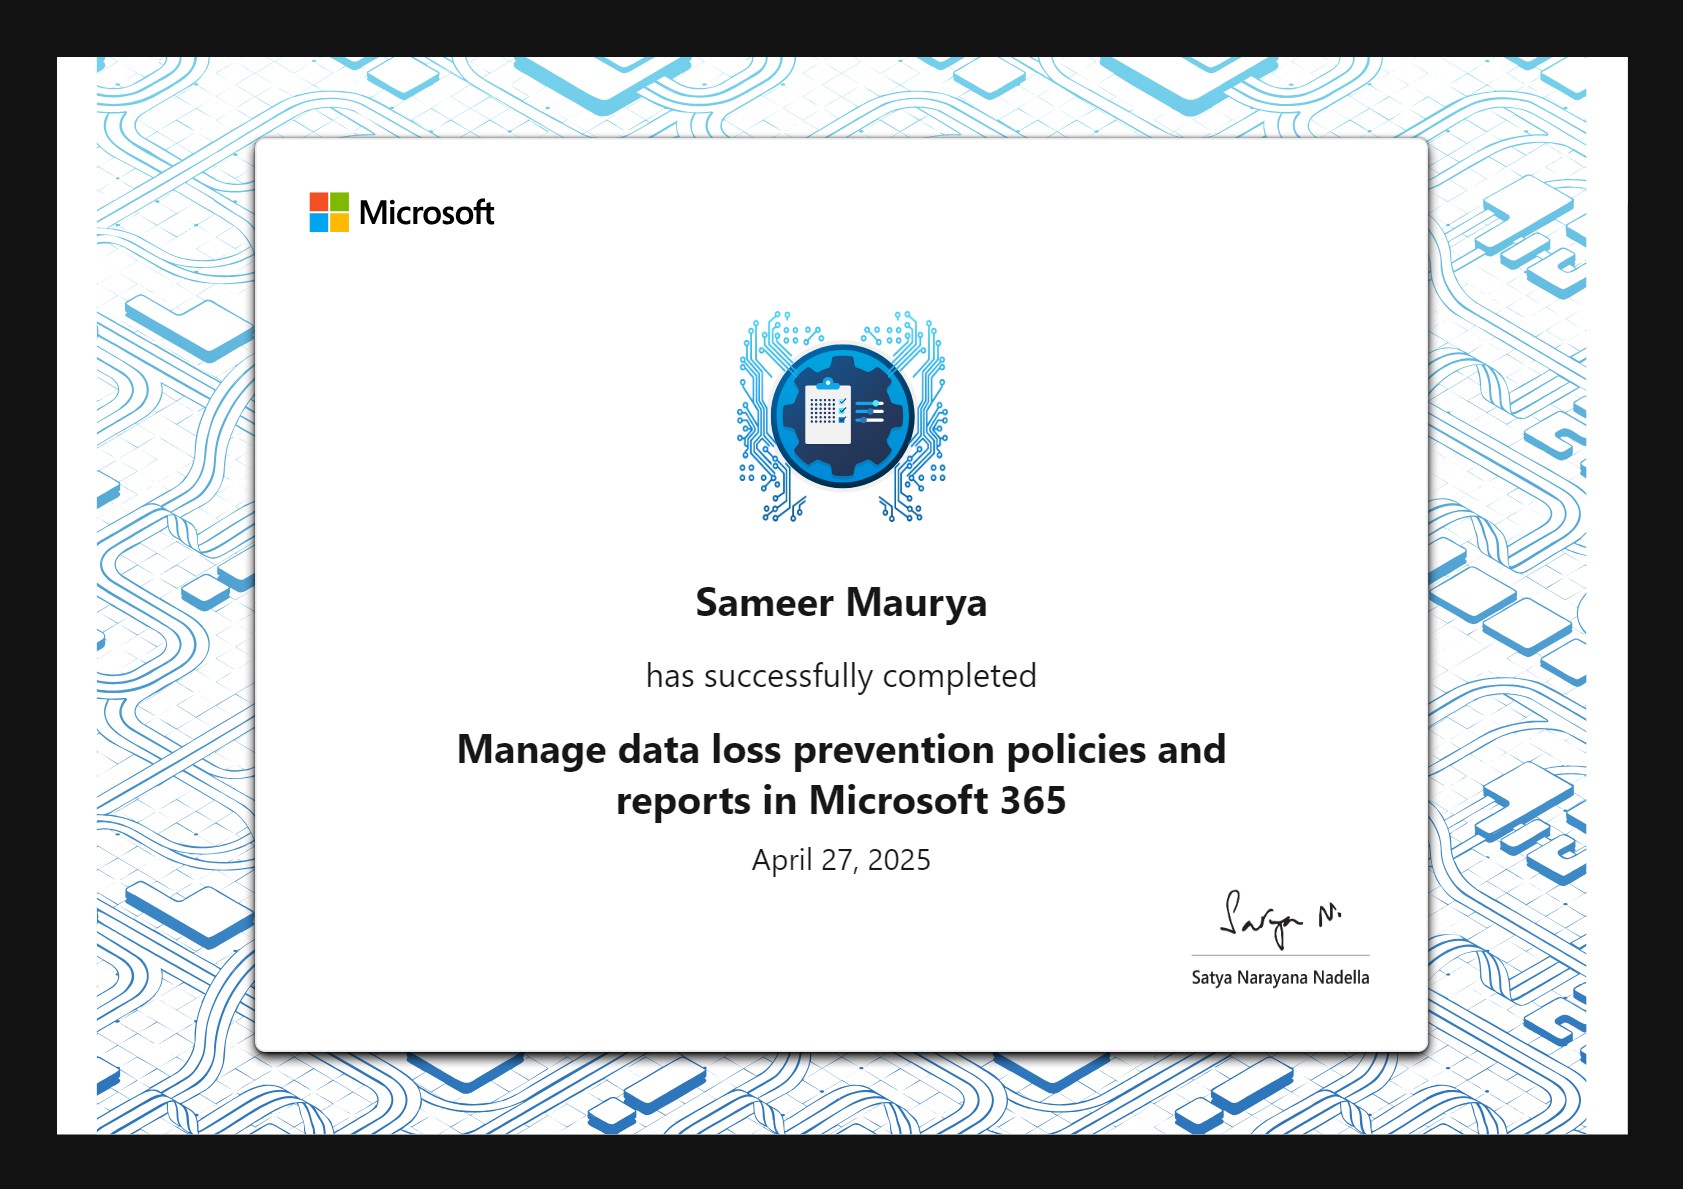 Microsoft
Sameer Maurya
has successfully completed
Manage data loss prevention policies and
reports in Microsoft 365
April 27, 2025
Satya N.
Satya Narayana Nadella